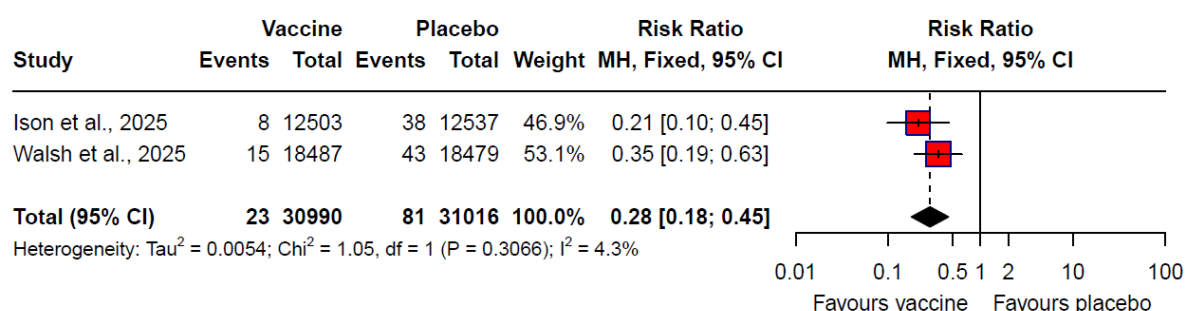 Vaccine Placebo Risk Ratio Risk Ratio
Study Events Total Events Total Weight MH, Fixed, 95% CI MH, Fixed, 95% CI
Ison et al., 2025 8 12503 38 12537 46.9% 0.21 [0.10; 0.45]
Walsh et al., 2025 15 18487 43 18479 53.1% 0.35 [0.19; 0.63]
Total (95% CI) 23 30990 81 31016 100.0% 0.28 [0.18; 0.45]
Heterogeneity: Tau² = 0.0054; Chi² = 1.05, df = 1 (P = 0.3066); I² = 4.3%
0.01 0.1 0.5 1 2 10 100
Favours vaccine Favours placebo